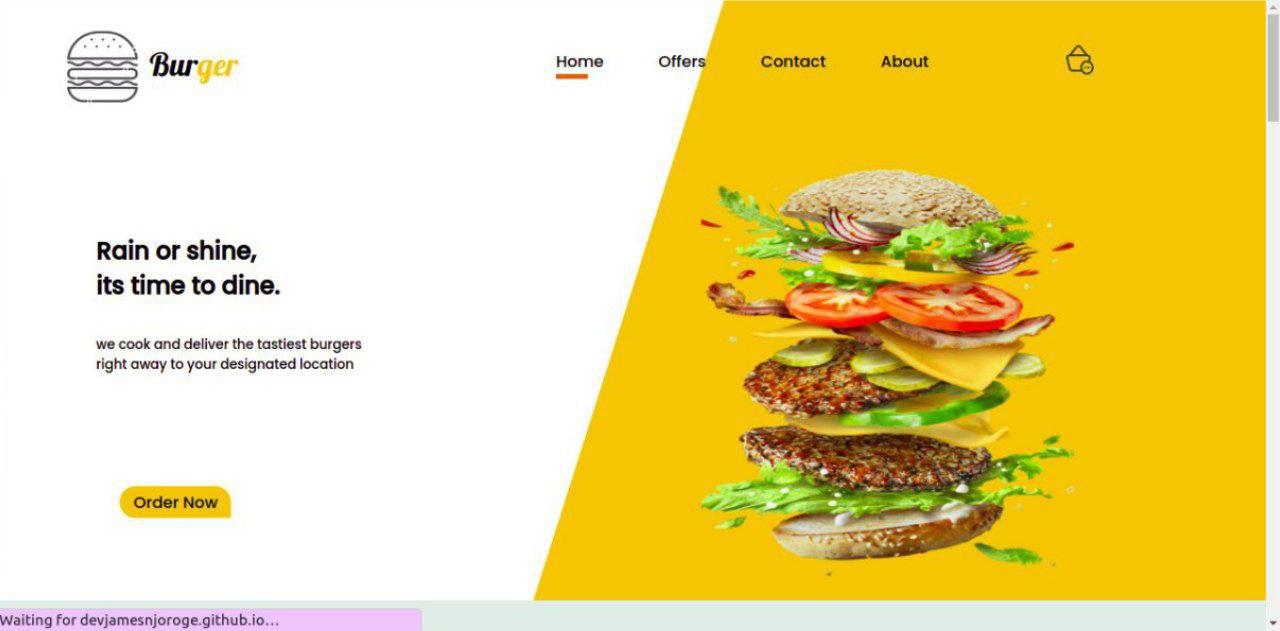 Burger
Home Offers Contact About
Rain or shine,
its time to dine.
we cook and deliver the tastiest burgers
right away to your designated location
Order Now
Waiting for devjamesnjoroge.github.io…